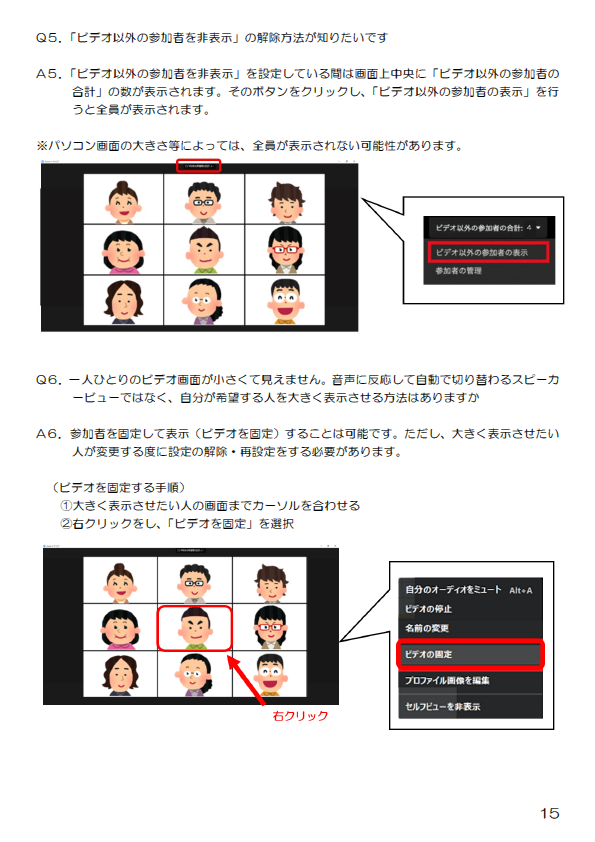 Q5．「ビデオ以外の参加者を非表示」の解除方法が知りたいです
A5．「ビデオ以外の参加者を非表示」を設定している間は画面上中央に「ビデオ以外の参加者の
合計」の数が表示されます。そのボタンをクリックし、「ビデオ以外の参加者の表示」を行
うと全員が表示されます。
※パソコン画面の大きさ等によっては、全員が表示されない可能性があります。
ビデオ以外の参加者の合計: 4
ビデオ以外の参加者の表示
参加者の管理
Q6．一人ひとりのビデオ画面が小さくて見えません。音声に反応して自動で切り替わるスピーカ
ービューではなく、自分が希望する人を大きく表示させる方法はありますか
A6．参加者を固定して表示（ビデオを固定）することは可能です。ただし、大きく表示させたい
人が変更する度に設定の解除・再設定をする必要があります。
（ビデオを固定する手順）
①大きく表示させたい人の画面までカーソルを合わせる
②右クリックをし、「ビデオを固定」を選択
自分のオーディオをミュート Alt+A
ビデオの停止
名前の変更
ビデオの固定
プロファイル画像を編集
セルフビューを非表示
右クリック
15